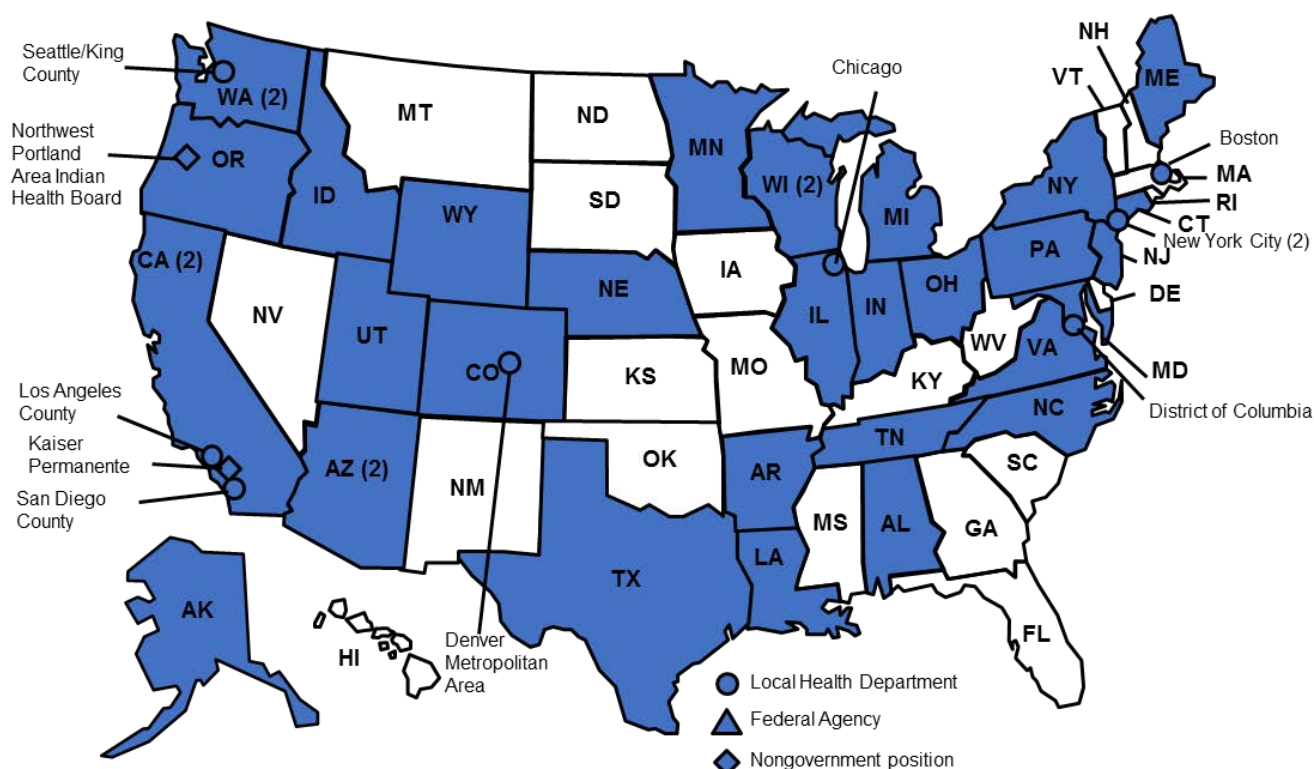 NH
VT
ME
Seattle/King
County
WA (2)
MT
ND
MN
Chicago
Boston
MA
RI
CT
New York City (2)
NJ
DE
MD
District of Columbia
Northwest
Portland
Area Indian
Health Board
OR
ID
WY
SD
WI (2)
MI
NY
PA
CA (2)
NV
UT
CO
NE
IA
IL
IN
OH
WV
VA
KS
MO
KY
NC
Los Angeles
County
Kaiser
Permanente
San Diego
County
AZ (2)
NM
OK
AR
TN
SC
MS
AL
GA
TX
LA
FL
AK
HI
Denver
Metropolitan
Area
Local Health Department
Federal Agency
Nongovernment position